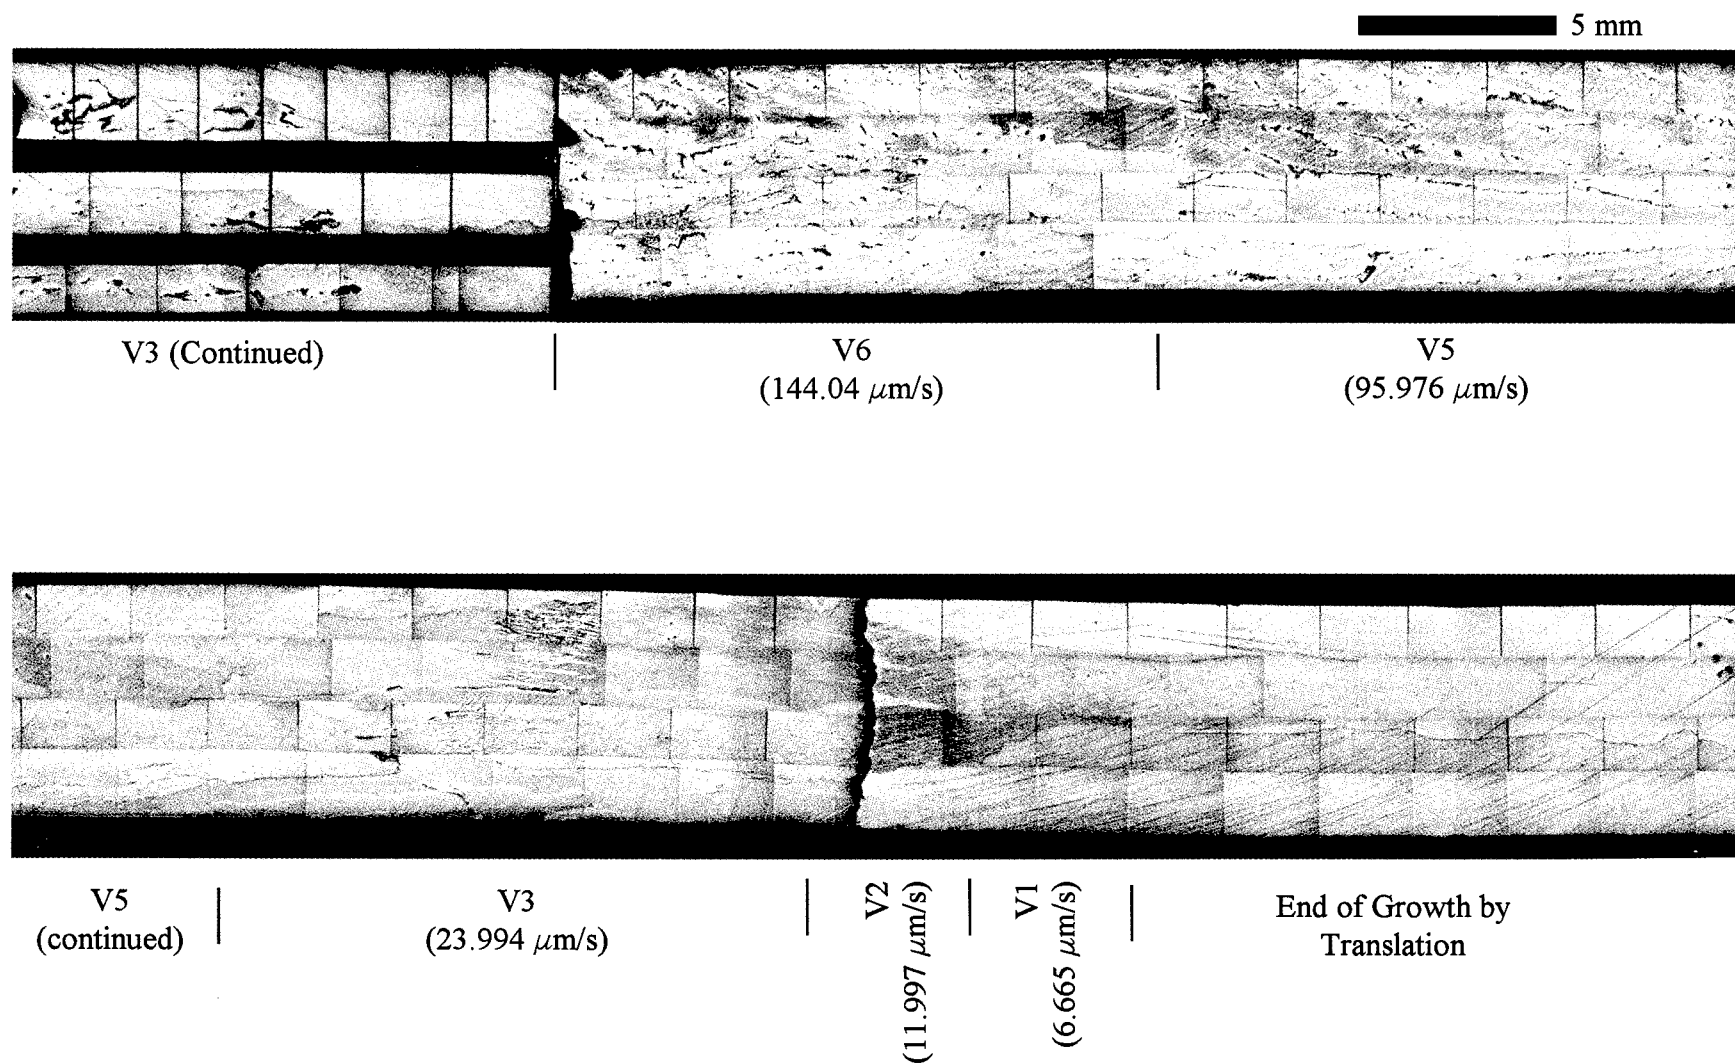 5 mm
V3 (Continued)
V6
(144.04 μm/s)
V5
(95.976 μm/s)
V5
(continued)
V3
(23.994 μm/s)
V2
(11.997 μm/s)
V1
(6.665 μm/s)
End of Growth by
Translation